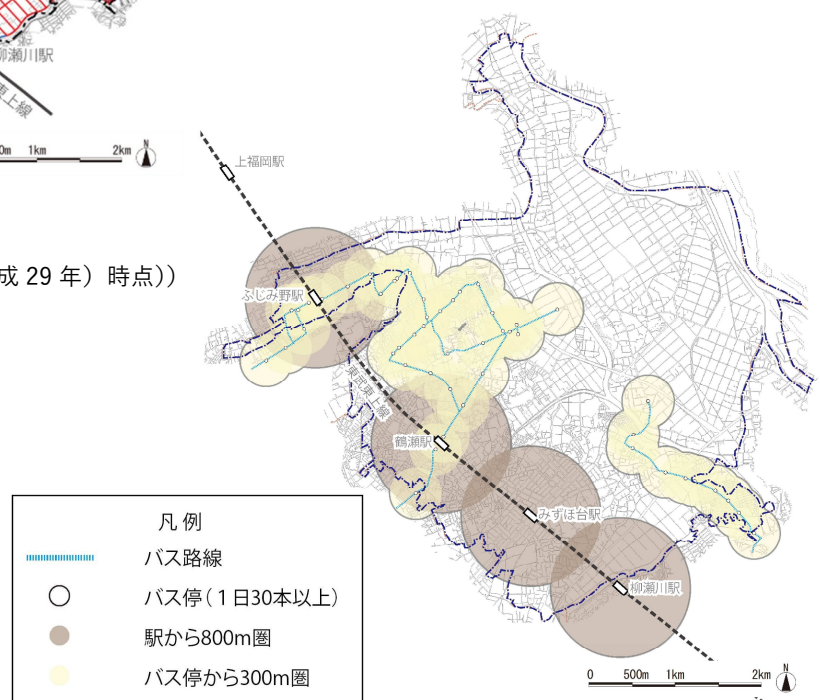 柳瀬川駅
東上線
0m 1km 2km N
成 29 年）時点））
上福岡駅
ふじみ野駅
東武東上線
鶴瀬駅
みずほ台駅
柳瀬川駅
凡例
バス路線
バス停（１日30本以上）
駅から800m圏
バス停から300m圏
0 500m 1km 2km N